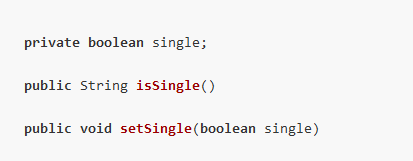 private boolean single;
public String isSingle()
public void setSingle(boolean single)